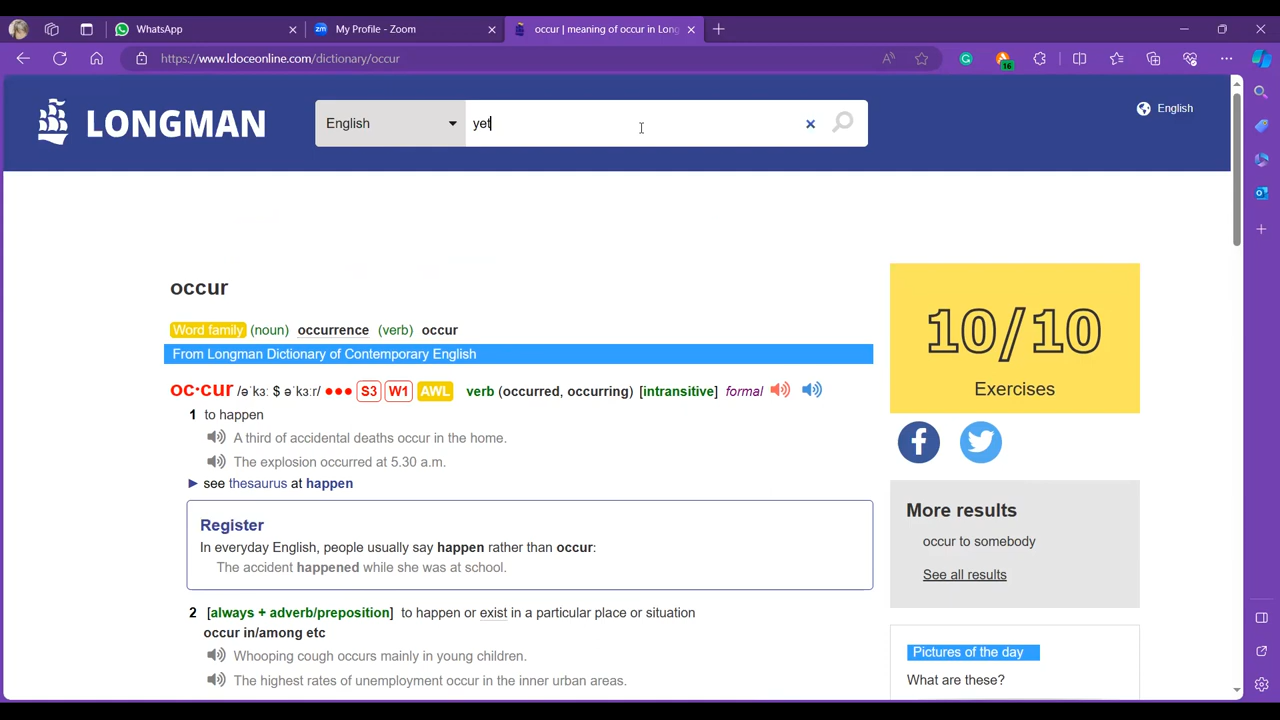 WhatsApp
zm My Profile - Zoom
occur | meaning of occur in Long
https://www.ldoceonline.com/dictionary/occur
16
LONGMAN
English
yet
English
occur
Word family (noun) occurrence (verb) occur
From Longman Dictionary of Contemporary English
oc·cur /əˈkɜː $ əˈkɜːr/ ●●● S3 W1 AWL verb (occurred, occurring) [intransitive] formal
1 to happen
A third of accidental deaths occur in the home.
The explosion occurred at 5.30 a.m.
► see thesaurus at happen
Register
In everyday English, people usually say happen rather than occur:
The accident happened while she was at school.
2 [always + adverb/preposition] to happen or exist in a particular place or situation
occur in/among etc
Whooping cough occurs mainly in young children.
The highest rates of unemployment occur in the inner urban areas.
10/10
Exercises
More results
occur to somebody
See all results
Pictures of the day
What are these?